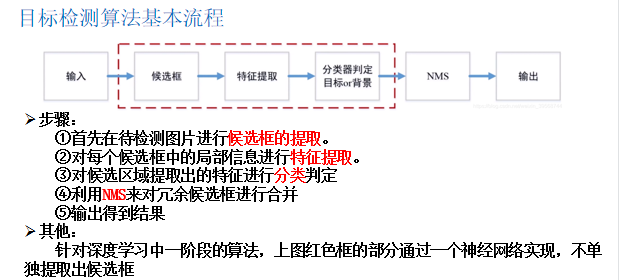 目标检测算法基本流程
输入
候选框
特征提取
分类器判定
目标or背景
NMS
输出
➢步骤:
①首先在待检测图片进行候选框的提取。
②对每个候选框中的局部信息进行特征提取。
③对候选区域提取出的特征进行分类判定
④利用NMS来对冗余候选框进行合并
⑤输出得到结果
➢其他:
针对深度学习中一阶段的算法，上图红色框的部分通过一个神经网络实现，不单
独提取出候选框